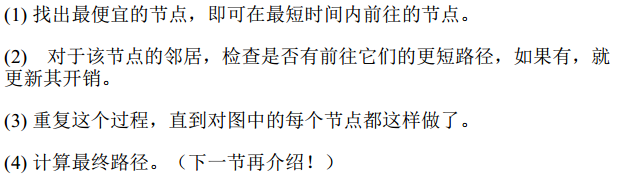 (1) 找出最便宜的节点，即可在最短时间内前往的节点。
(2) 对于该节点的邻居，检查是否有前往它们的更短路径，如果有，就
更新其开销。
(3) 重复这个过程，直到对图中的每个节点都这样做了。
(4) 计算最终路径。（下一节再介绍！）